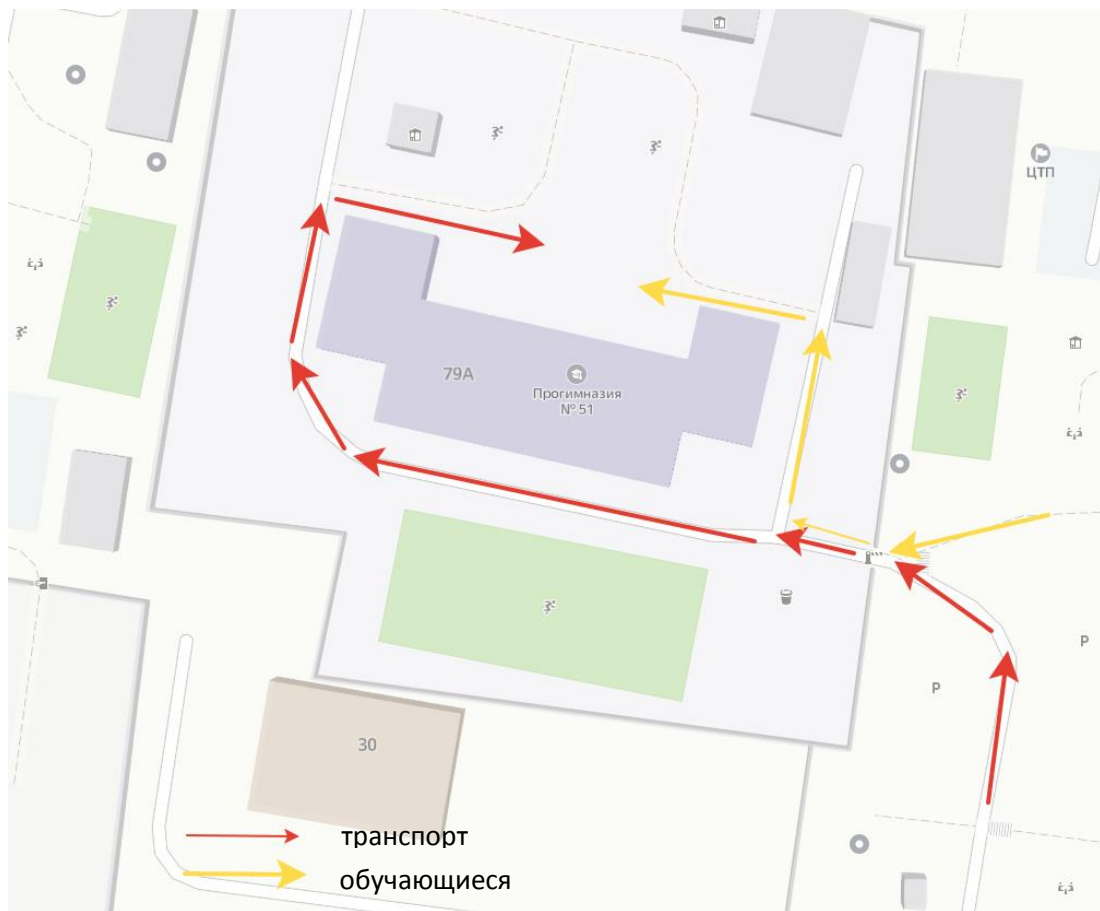 ЦТП
79А
Прогимназия
№ 51
Р
Р
30
транспорт
обучающиеся